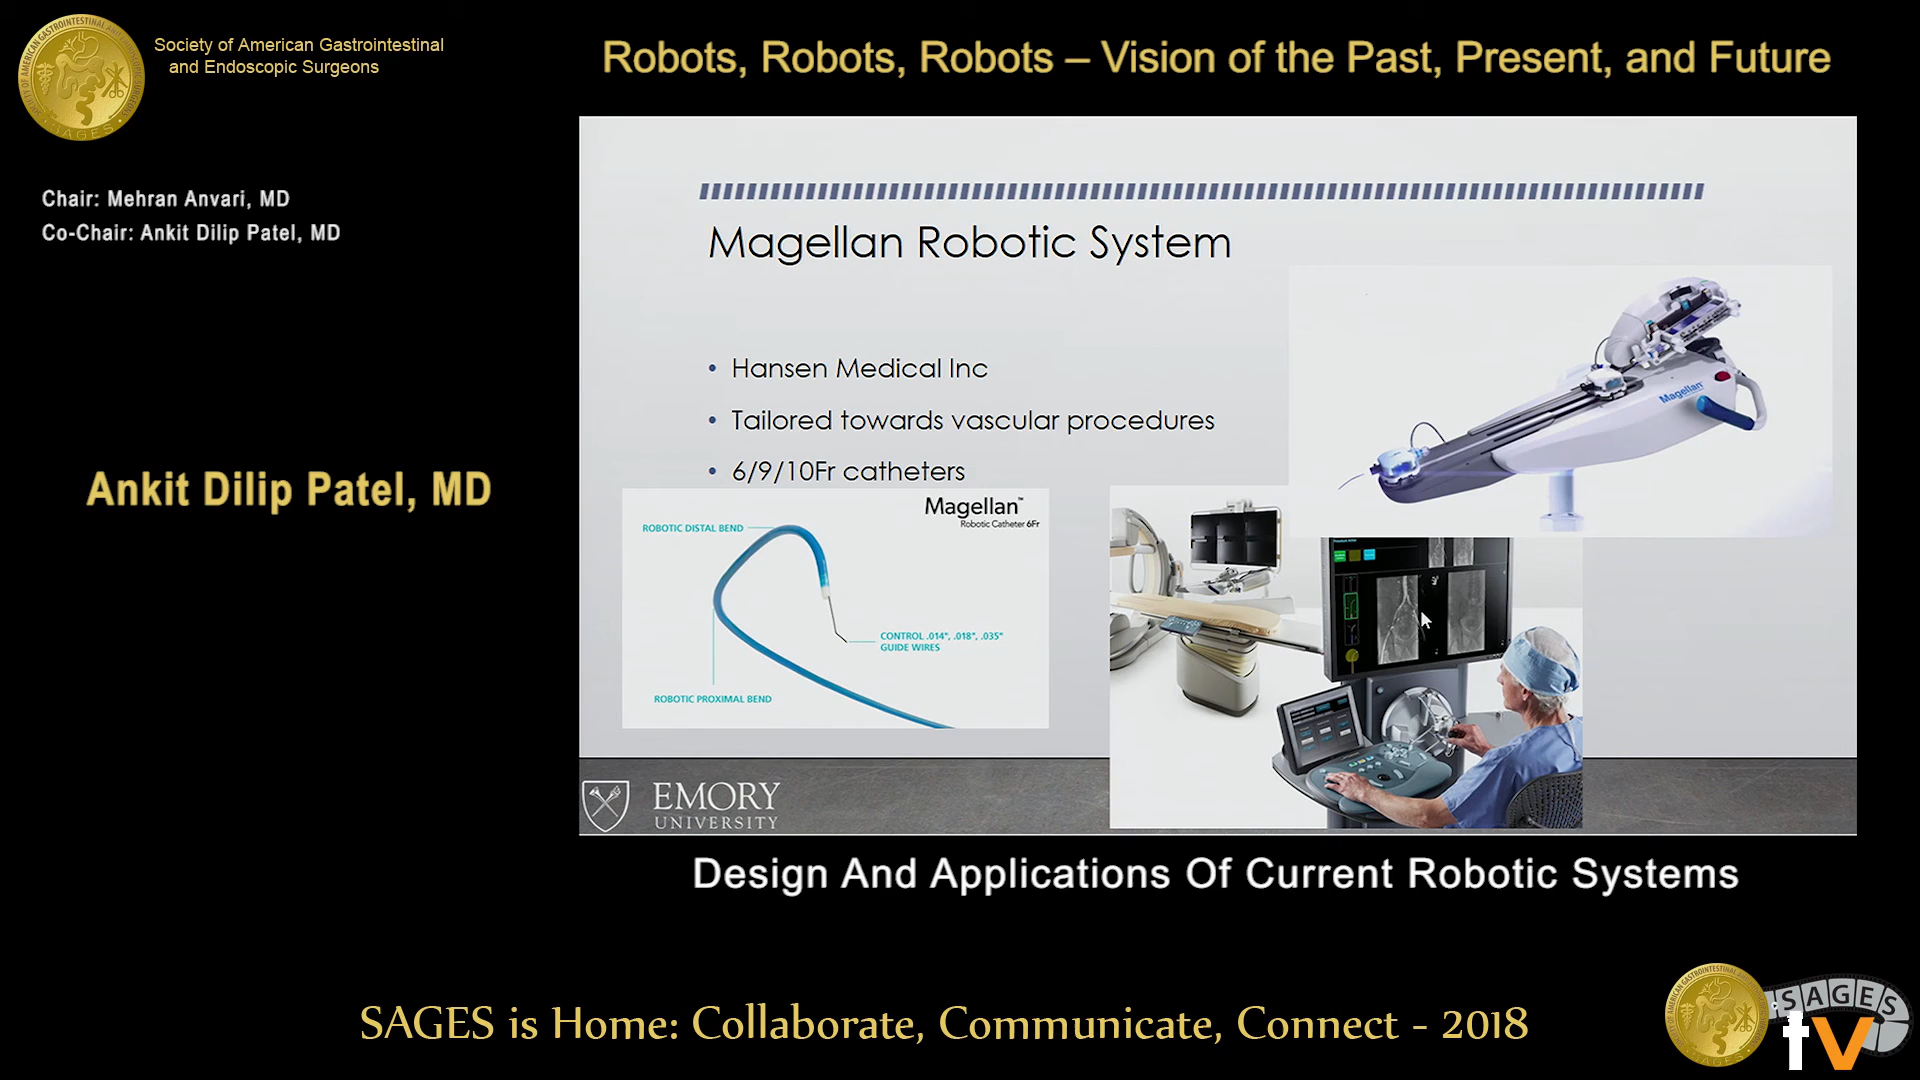 Society of American Gastrointestinal
and Endoscopic Surgeons
Robots, Robots, Robots – Vision of the Past, Present, and Future
Chair: Mehran Anvari, MD
Co-Chair: Ankit Dilip Patel, MD
Ankit Dilip Patel, MD
Magellan Robotic System
• Hansen Medical Inc
• Tailored towards vascular procedures
• 6/9/10Fr catheters
Magellan
Magellan™
Robotic Catheter 6Fr
ROBOTIC DISTAL BEND
CONTROL .014", .018", .035"
GUIDE WIRES
ROBOTIC PROXIMAL BEND
EMORY
UNIVERSITY
Design And Applications Of Current Robotic Systems
SAGES is Home: Collaborate, Communicate, Connect - 2018
SAGES
tv